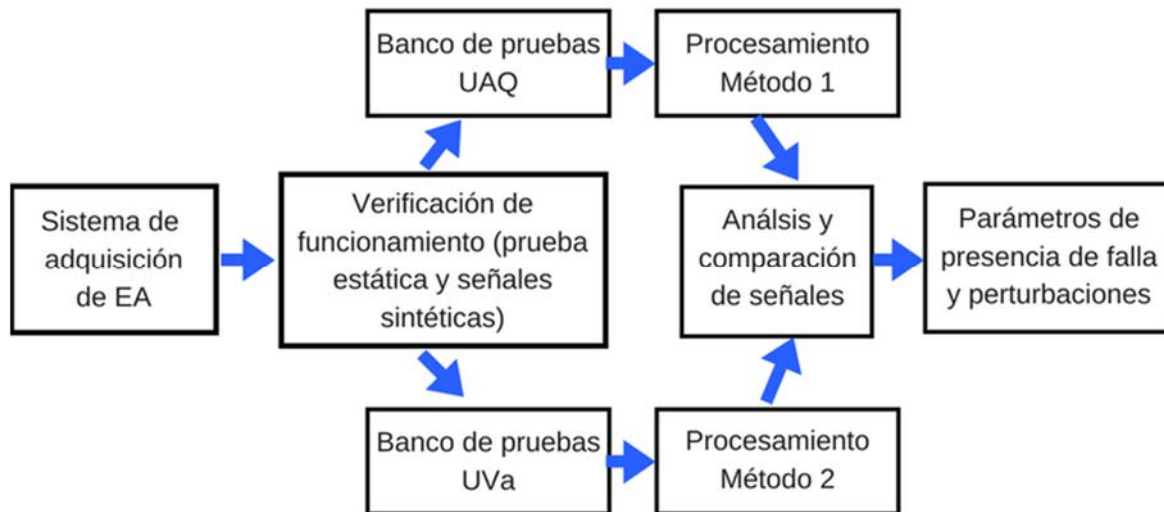 Sistema de
adquisición
de EA
Verificación de
funcionamiento (prueba
estática y señales
sintéticas)
Banco de pruebas
UAQ
Procesamiento
Método 1
Banco de pruebas
UVa
Procesamiento
Método 2
Análsis y
comparación
de señales
Parámetros de
presencia de falla
y perturbaciones